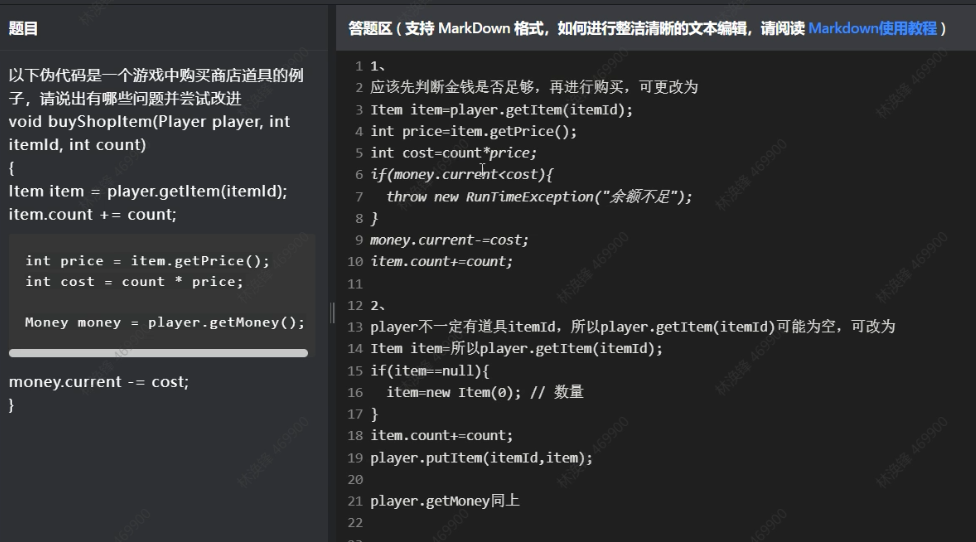 题目
以下伪代码是一个游戏中购买商店道具的例
子，请说出有哪些问题并尝试改进
void buyShopItem(Player player, int
itemId, int count)
{
Item item = player.getItem(itemId);
item.count += count;
int price = item.getPrice();
int cost = count * price;
Money money = player.getMoney();
money.current -= cost;
}
答题区 ( 支持 MarkDown 格式，如何进行整洁清晰的文本编辑，请阅读 Markdown使用教程 )
1 1、
2 应该先判断金钱是否足够，再进行购买，可更改为
3 Item item=player.getItem(itemId);
4 int price=item.getPrice();
5 int cost=count*price;
6 if(money.current<cost){
7 throw new RunTimeException("余额不足");
8 }
9 money.current-=cost;
10 item.count+=count;
11
12 2、
13 player不一定有道具itemId，所以player.getItem(itemId)可能为空，可改为
14 Item item=所以player.getItem(itemId);
15 if(item==null){
16 item=new Item(0); // 数量
17 }
18 item.count+=count;
19 player.putItem(itemId,item);
20
21 player.getMoney同上
22